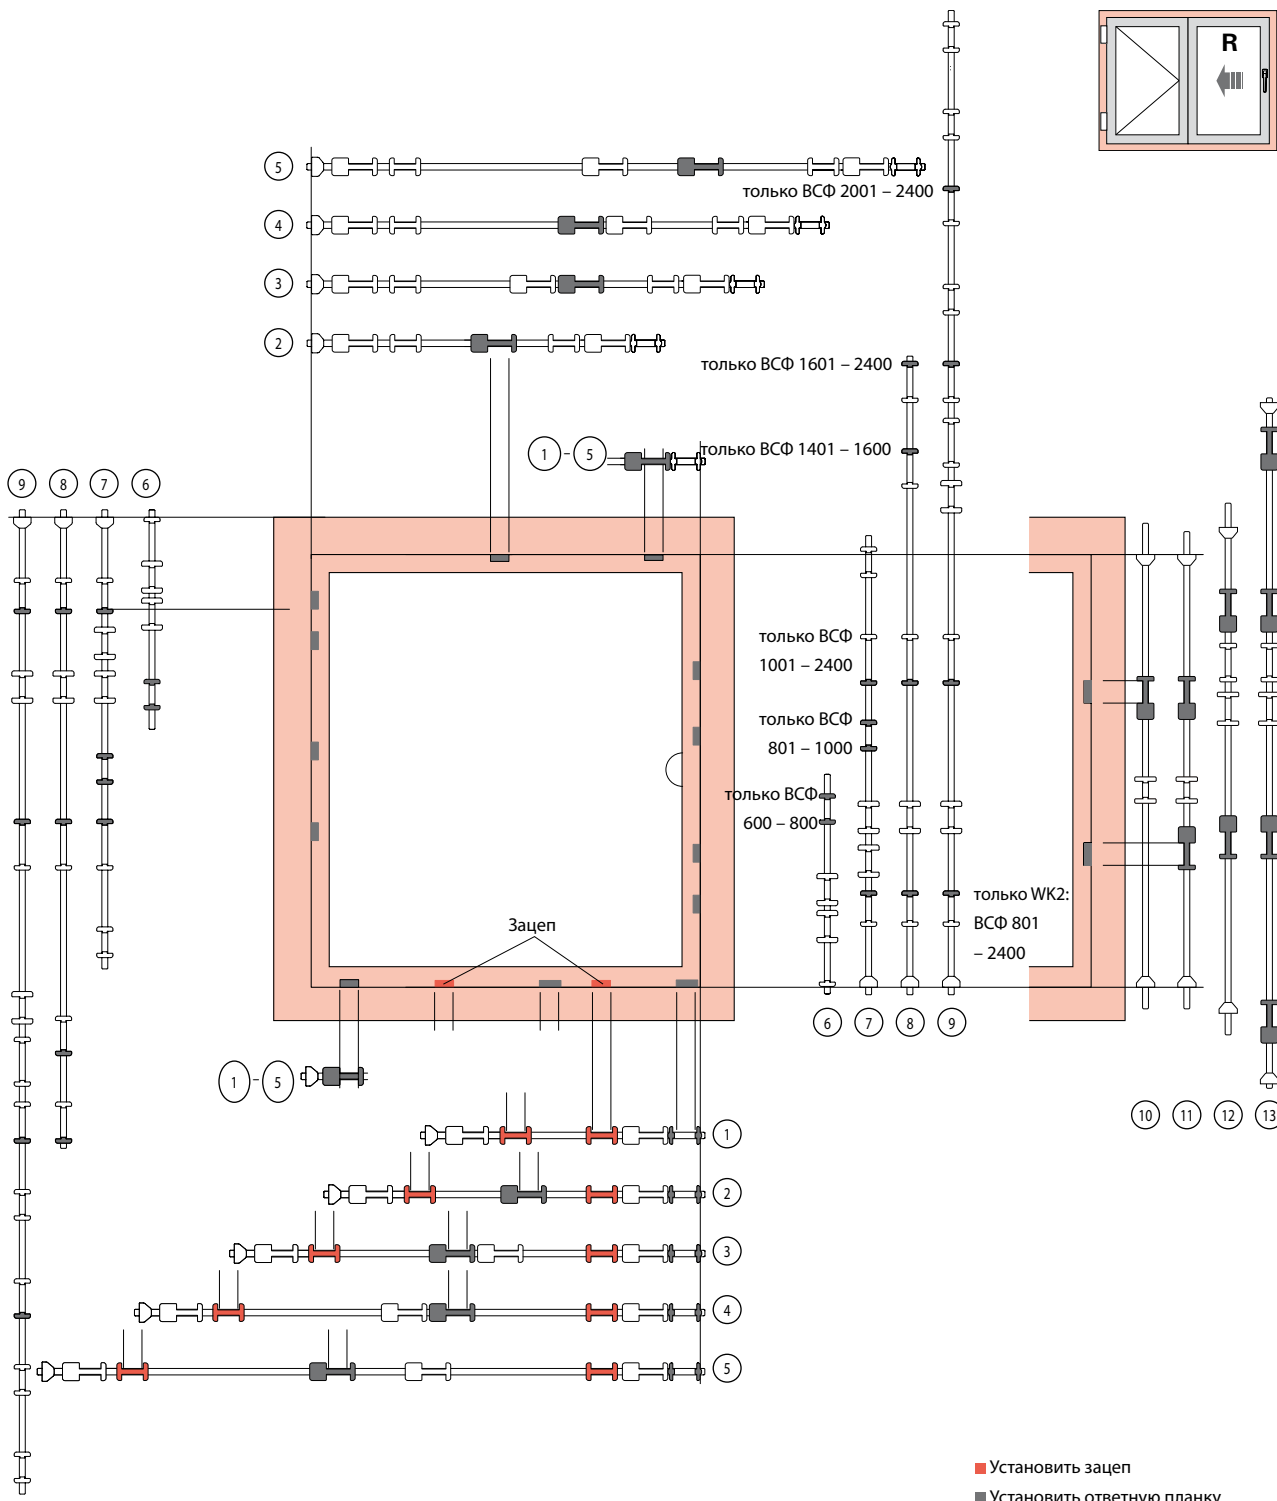 R
5
только ВСФ 2001 – 2400
4
3
2
только ВСФ 1601 – 2400
1 – 5
только ВСФ 1401 – 1600
9 8 7 6
только ВСФ
1001 – 2400
только ВСФ
801 – 1000
только ВСФ
600 – 800
только WK2:
ВСФ 801
– 2400
Зацеп
6 7 8 9
1 – 5
10 11 12 13
1
2
3
4
5
Установить зацеп
Установить ответную планку